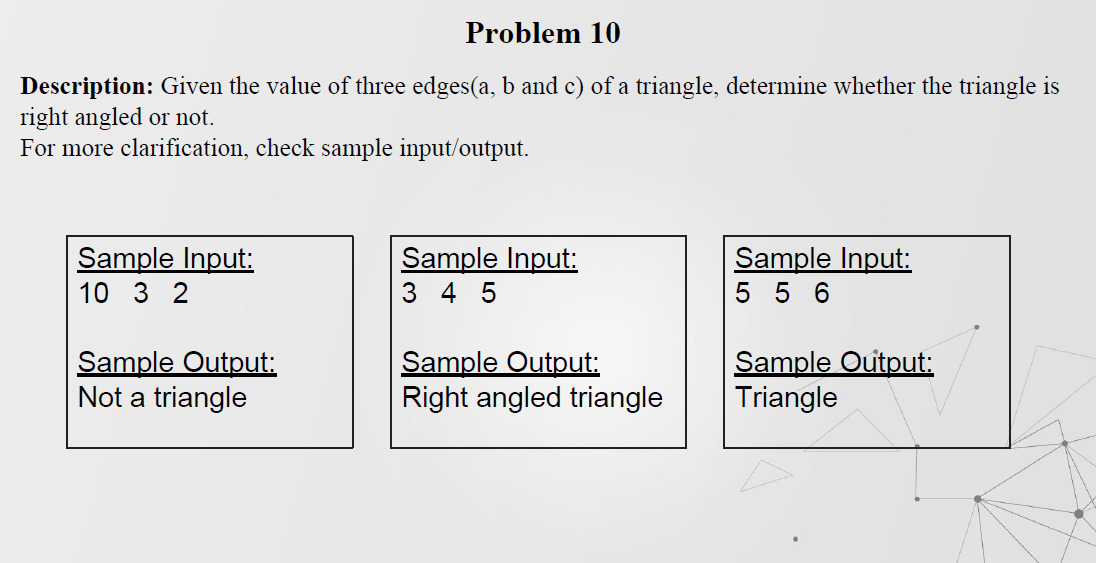 Problem 10
Description: Given the value of three edges(a, b and c) of a triangle, determine whether the triangle is
right angled or not.
For more clarification, check sample input/output.
Sample Input:
10 3 2
Sample Output:
Not a triangle
Sample Input:
3 4 5
Sample Output:
Right angled triangle
Sample Input:
5 5 6
Sample Output:
Triangle